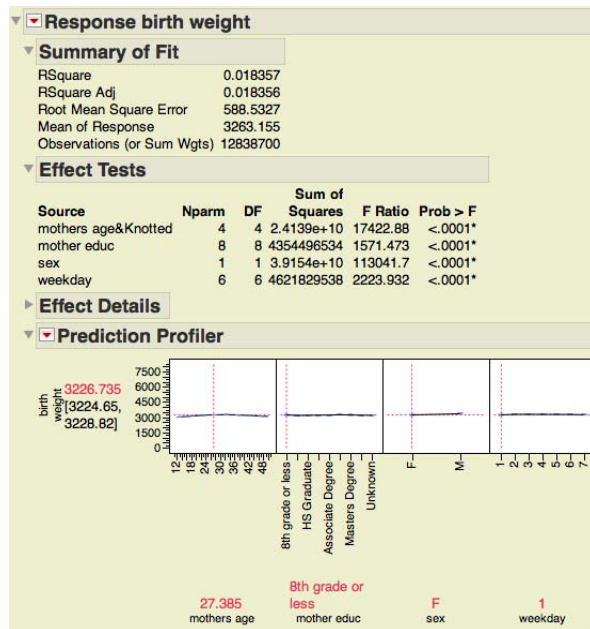 Response birth weight
Summary of Fit
RSquare 0.018357
RSquare Adj 0.018356
Root Mean Square Error 588.5327
Mean of Response 3263.155
Observations (or Sum Wgts) 12838700
Effect Tests
Sum of
Source Nparm DF Squares F Ratio Prob > F
mothers age&Knotted 4 4 2.4139e+10 17422.88 <.0001*
mother educ 8 8 4354496534 1571.473 <.0001*
sex 1 1 3.9154e+10 113041.7 <.0001*
weekday 6 6 4621829538 2223.932 <.0001*
Effect Details
Prediction Profiler
birth weight
3226.735
[3224.65,
3228.82]
7500
6000
4500
3000
1500
0
12 18 24 30 36 42 48
8th grade or less
HS Graduate
Associate Degree
Masters Degree
Unknown
F M
1 2 3 4 5 6 7
8th grade or
27.385 less F 1
mothers age mother educ sex weekday